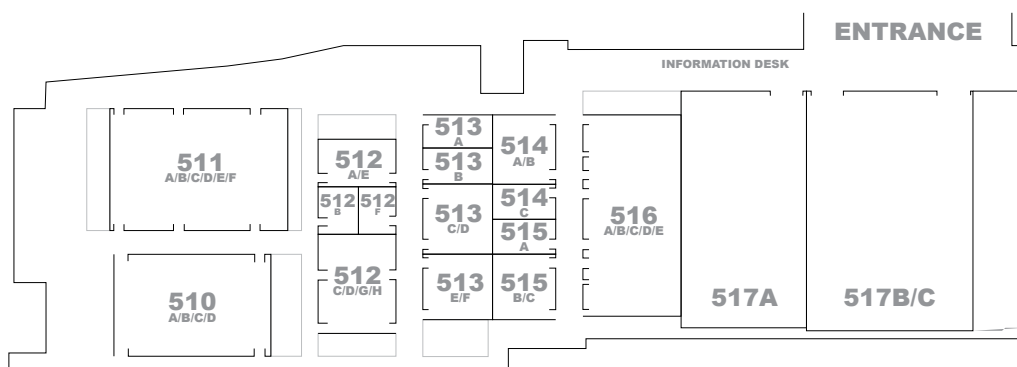 ENTRANCE
INFORMATION DESK
511
A/B/C/D/E/F
512
A/E
513
A
513
B
514
A/B
512
B
512
F
513
C/D
514
C
515
A
516
A/B/C/D/E
510
A/B/C/D
512
C/D/G/H
513
E/F
515
B/C
517A
517B/C